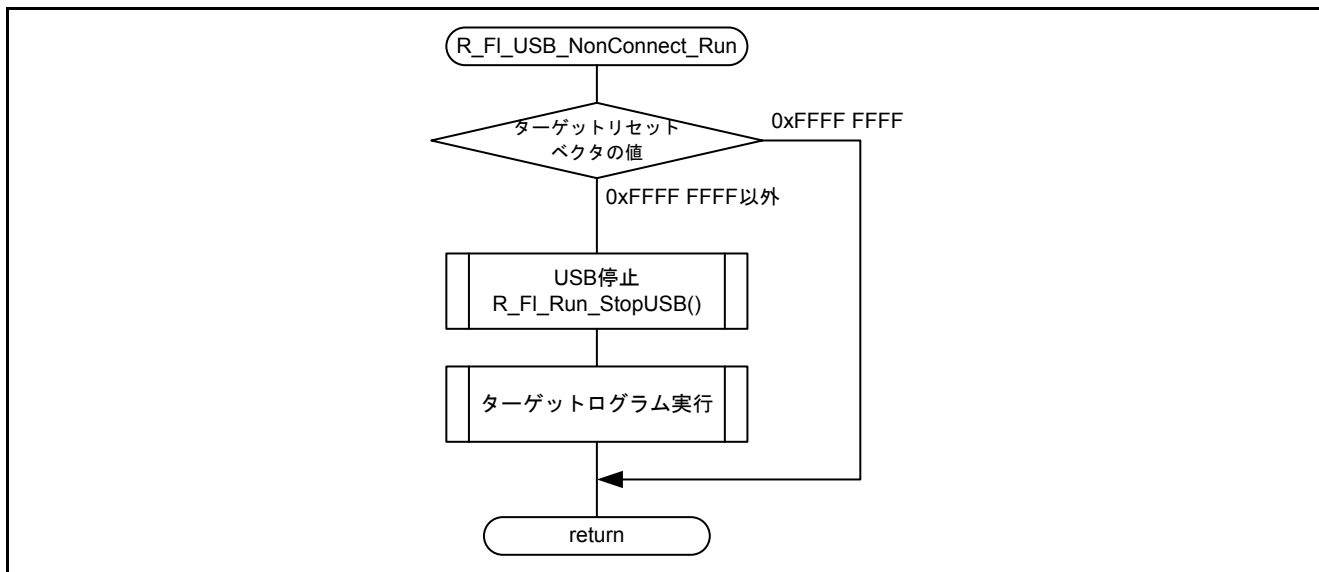 R_Fl_USB_NonConnect_Run
ターゲットリセット
ベクタの値
0xFFFF FFFF
0xFFFF FFFF以外
USB停止
R_Fl_Run_StopUSB()
ターゲットログラム実行
return